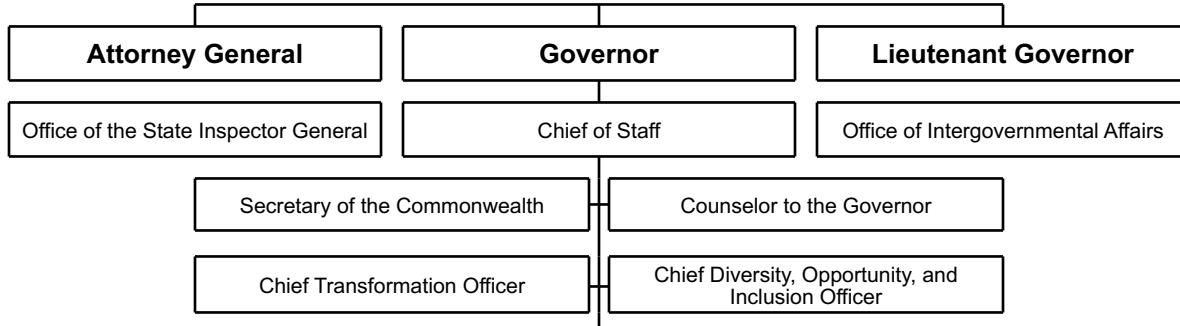 Attorney General
Governor
Lieutenant Governor
Office of the State Inspector General
Chief of Staff
Office of Intergovernmental Affairs
Secretary of the Commonwealth
Counselor to the Governor
Chief Transformation Officer
Chief Diversity, Opportunity, and
Inclusion Officer